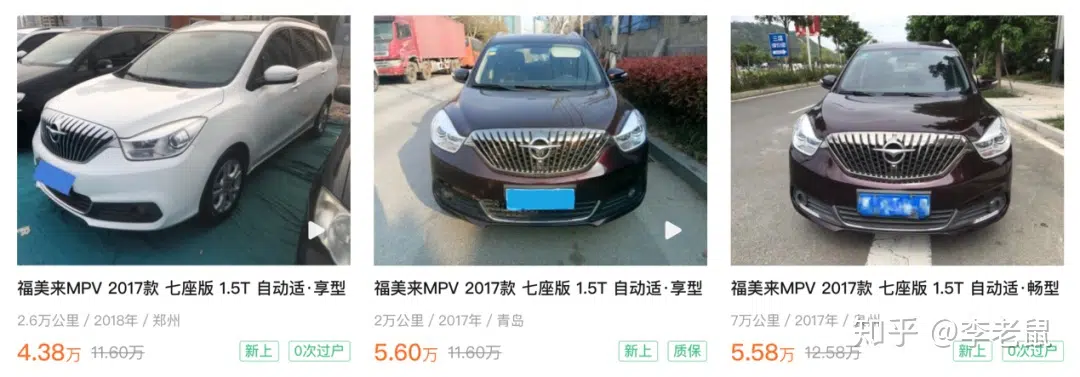 福美来MPV 2017款 七座版 1.5T 自动适·享型
2.6万公里 / 2018年 / 郑州
4.38万 11.60万 新上 0次过户
福美来MPV 2017款 七座版 1.5T 自动适·享型
2万公里 / 2017年 / 青岛
5.60万 11.60万 新上 质保
福美来MPV 2017款 七座版 1.5T 自动适·畅型
7万公里 / 2017年 / 州
5.58万 12.58万 新上 0次过户
知乎 @李老鼠